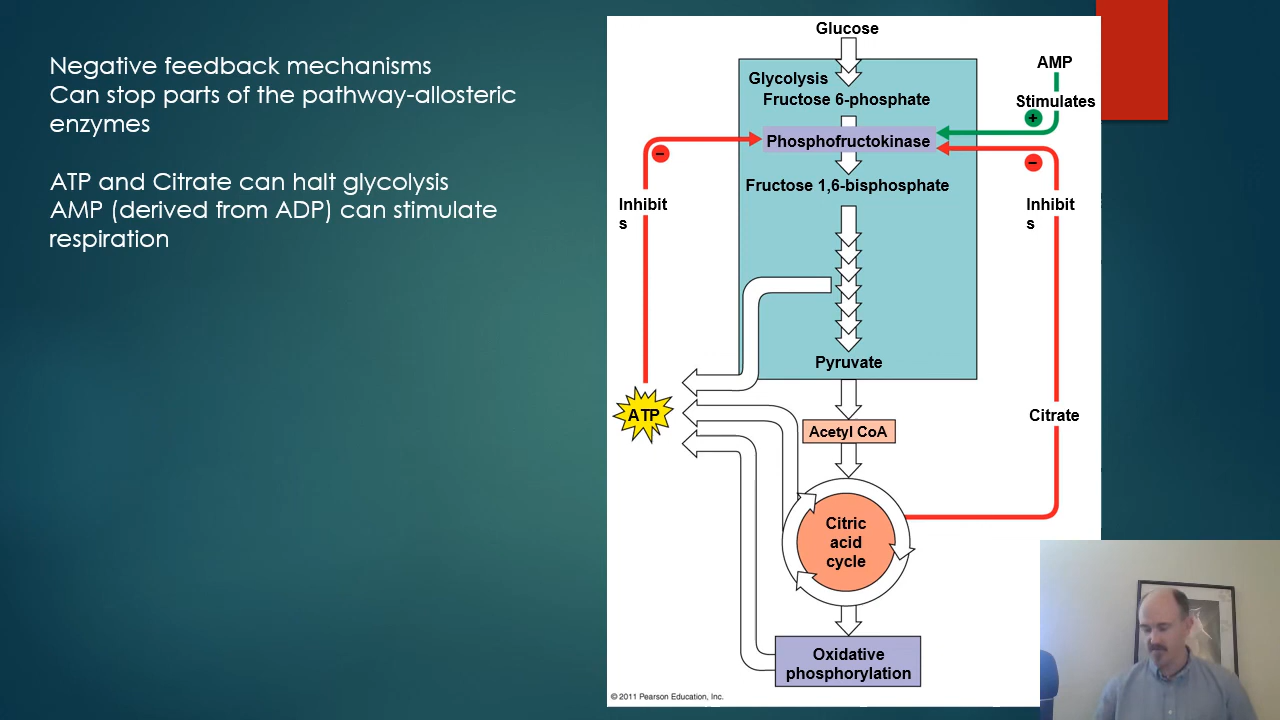 Negative feedback mechanisms
Can stop parts of the pathway-allosteric
enzymes
ATP and Citrate can halt glycolysis
AMP (derived from ADP) can stimulate
respiration
Glucose
Glycolysis
Fructose 6-phosphate
AMP
Stimulates
+
Phosphofructokinase
−
−
Fructose 1,6-bisphosphate
Inhibit
s
Inhibit
s
Pyruvate
ATP
Acetyl CoA
Citrate
Citric
acid
cycle
Oxidative
phosphorylation
© 2011 Pearson Education, Inc.